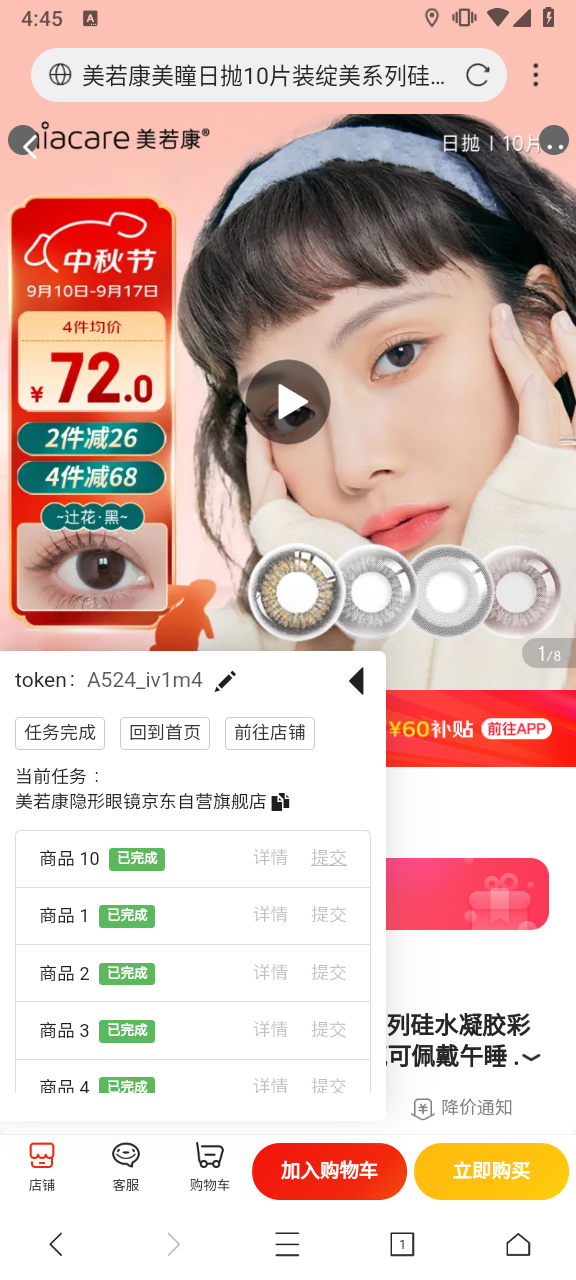 4:45
A
美若康美瞳日抛10片装绽美系列硅...
miacare 美若康®
日抛 | 10片
中秋节
9月10日-9月17日
4件均价
¥72.0
2件减26
4件减68
~辻花·黑~
1/8
token： A524_iv1m4
¥60补贴 前往APP
任务完成 回到首页 前往店铺
当前任务：
美若康隐形眼镜京东自营旗舰店
商品 10 已完成 详情 提交
商品 1 已完成 详情 提交
商品 2 已完成 详情 提交
商品 3 已完成 详情 提交
列硅水凝胶彩
可佩戴午睡 .
商品 4 已完成 详情 提交
降价通知
店铺 客服 购物车 加入购物车 立即购买
1